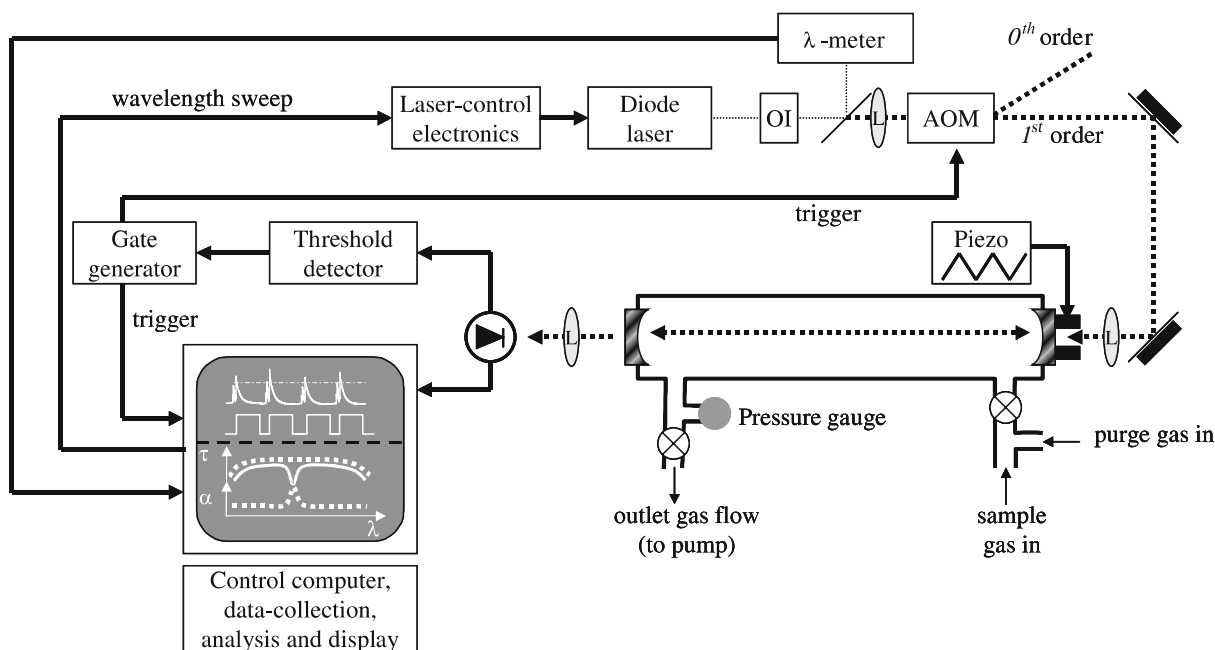 λ -meter
0th order
wavelength sweep
Laser-control
electronics
Diode
laser
OI
L
AOM
1st order
trigger
Gate
generator
Threshold
detector
Piezo
trigger
L
L
Pressure gauge
purge gas in
τ
α
λ
outlet gas flow
(to pump)
sample
gas in
Control computer,
data-collection,
analysis and display